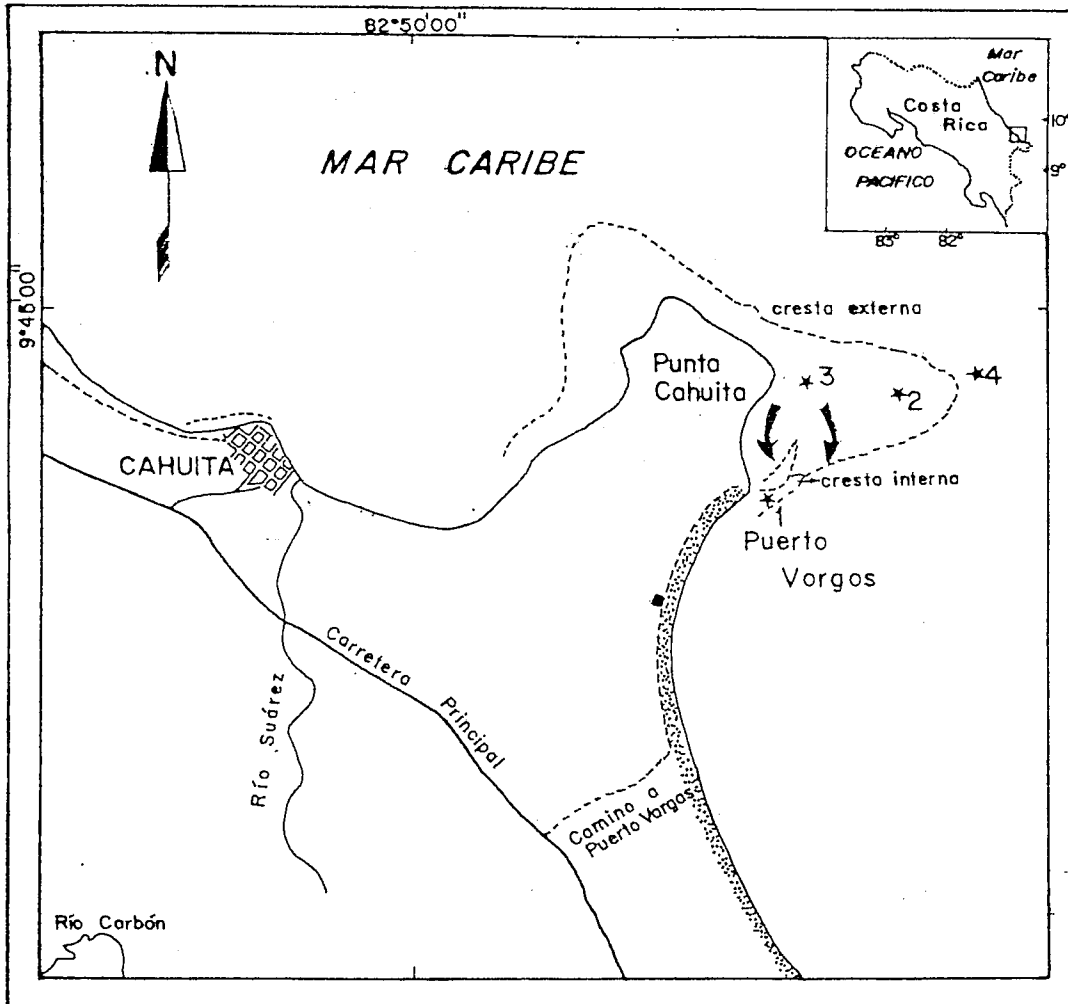 82°50'00"
N
MAR CARIBE
Mar
Caribe
Costa
Rica
10°
OCEANO
PACIFICO
9°
83°
82°
9°45'00"
cresta externa
Punta
Cahuita
3
2
4
CAHUITA
cresta interna
1
Puerto
Vorgos
Carretera
Principal
Río Suárez
Camino a
Puerto Vargas
Río Carbón